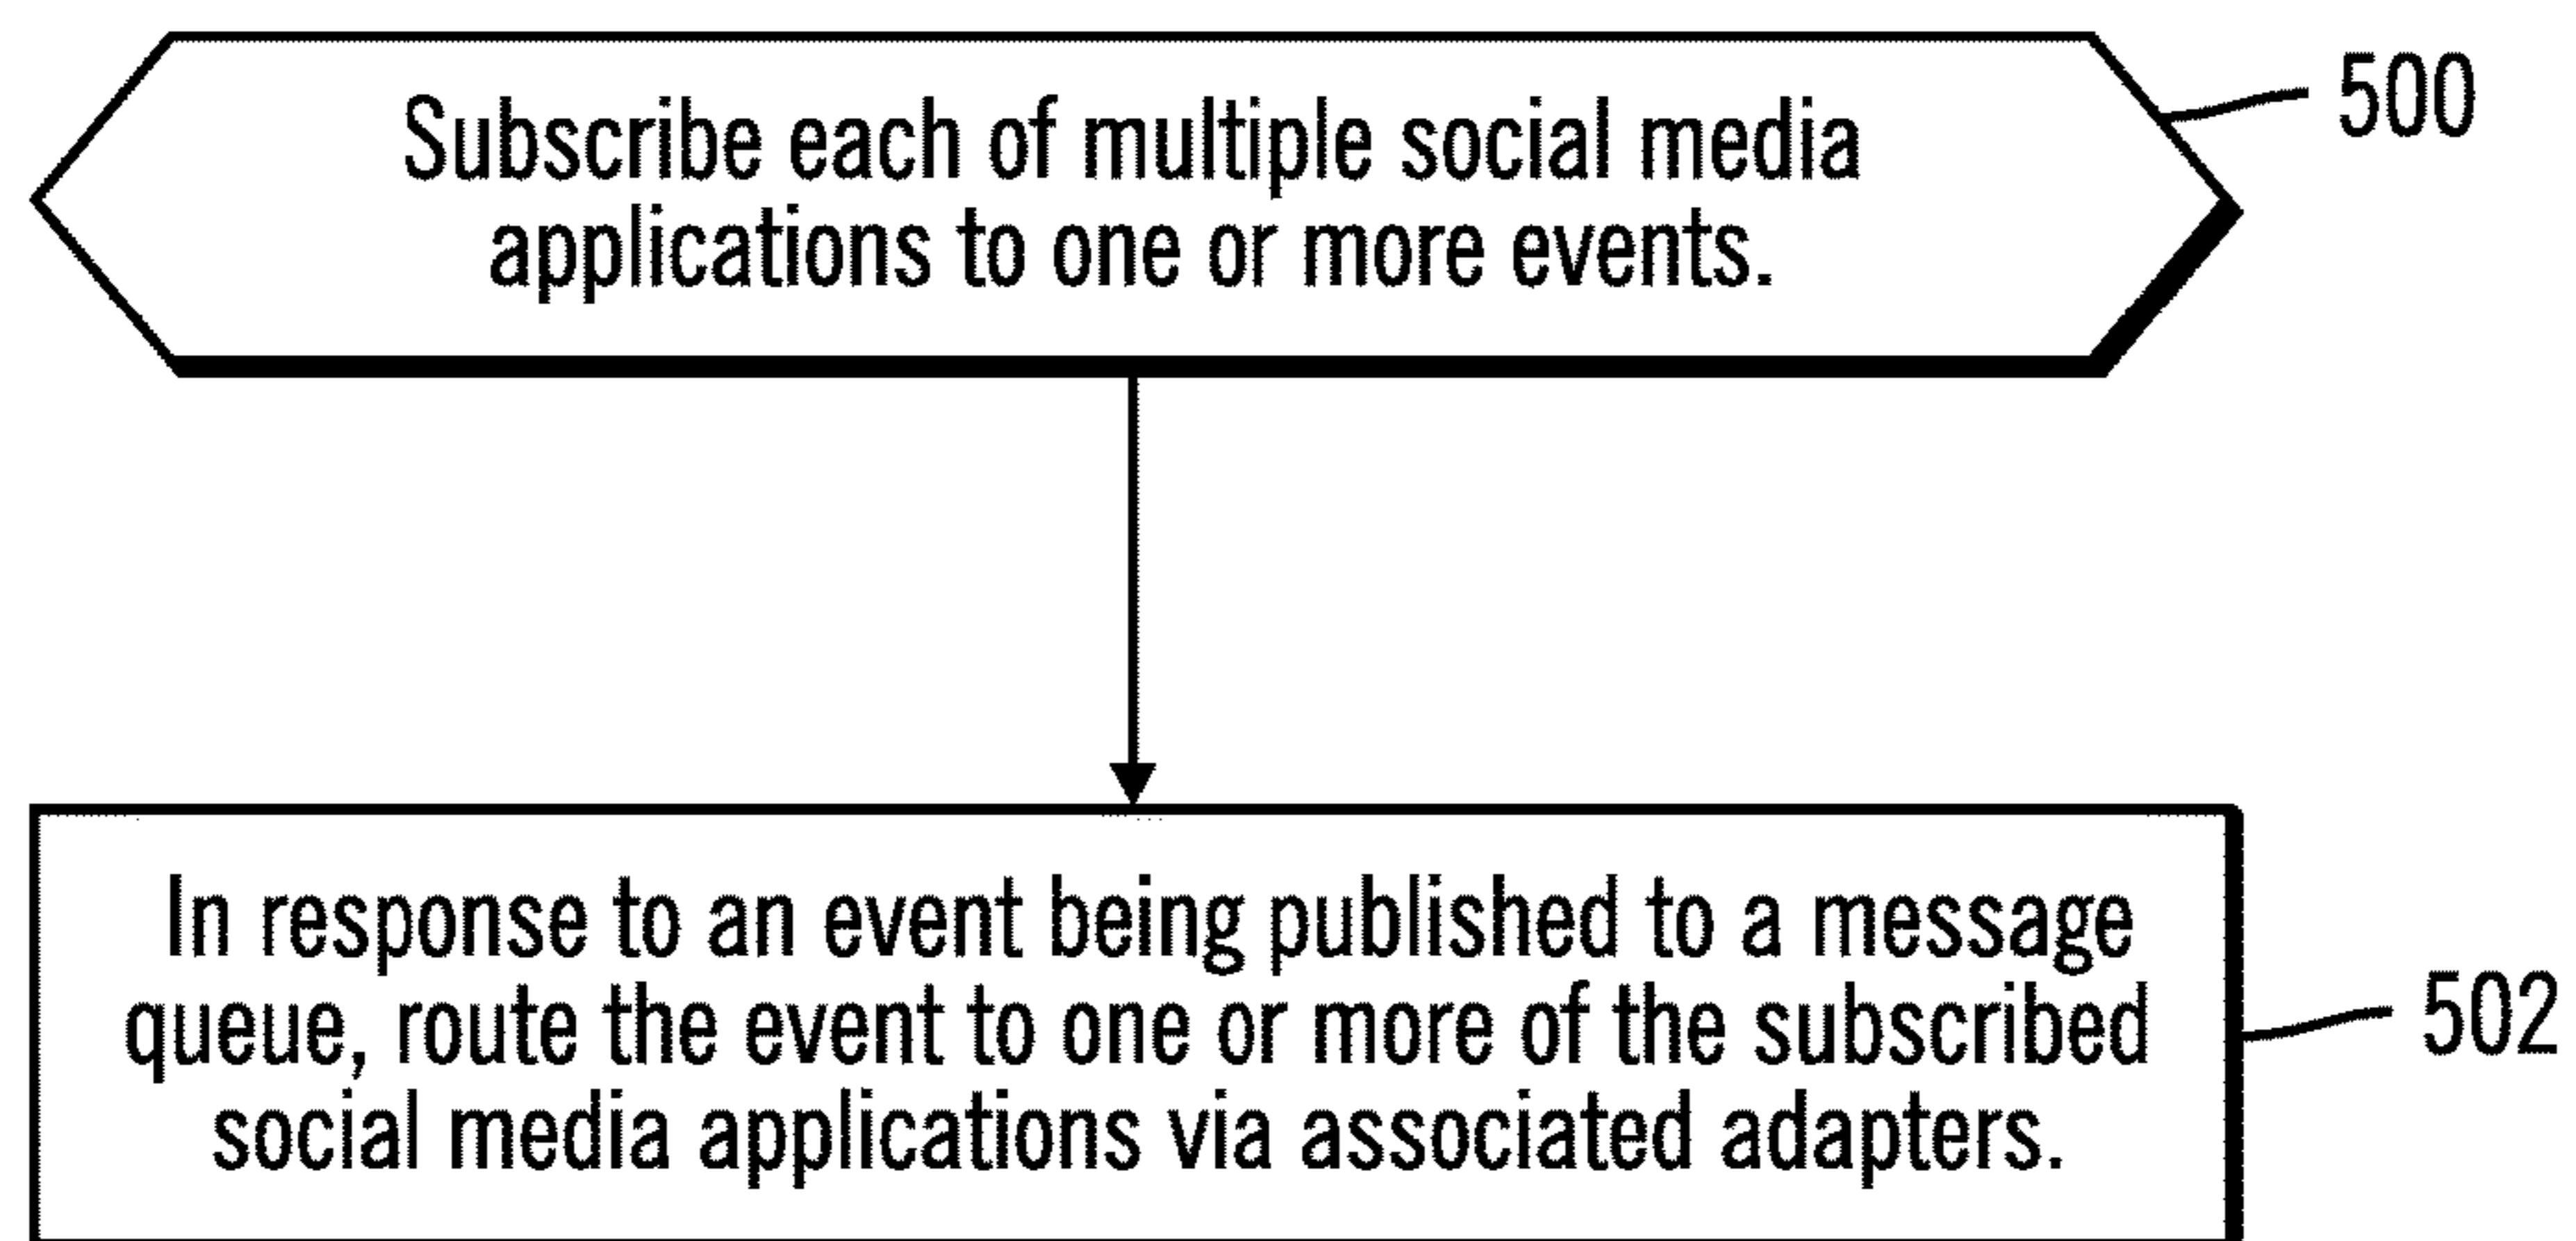 Subscribe each of multiple social media
applications to one or more events.
500
In response to an event being published to a message
queue, route the event to one or more of the subscribed
social media applications via associated adapters.
502